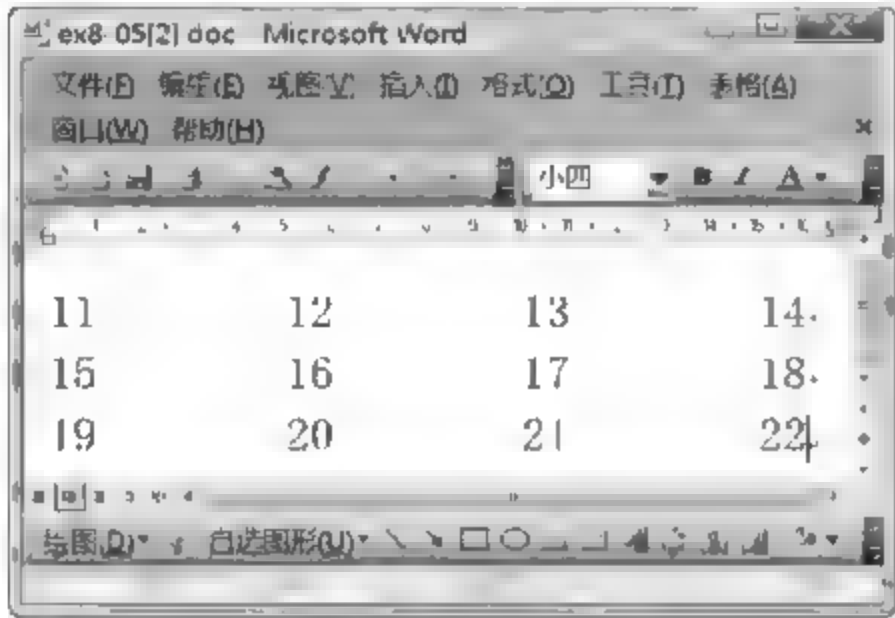 ex8-05[2] doc Microsoft Word
文件(F) 编辑(E) 视图(V) 插入(I) 格式(O) 工具(T) 表格(A)
窗口(W) 帮助(H)
小四 B I A
11 12 13 14
15 16 17 18
19 20 21 22
绘图(D) 自选图形(U)